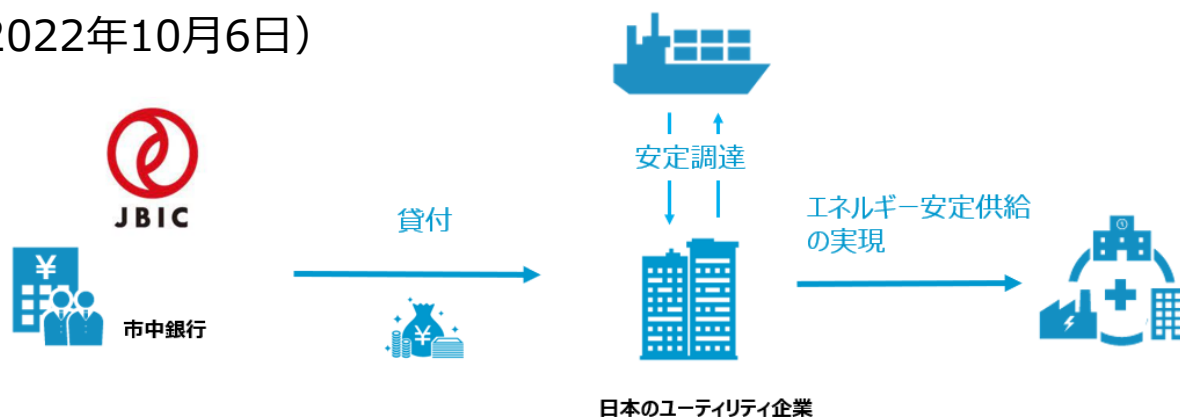 2022年10月6日）
安定調達
JBIC
貸付
エネルギー安定供給
の実現
¥
市中銀行
¥
日本のユーティリティ企業